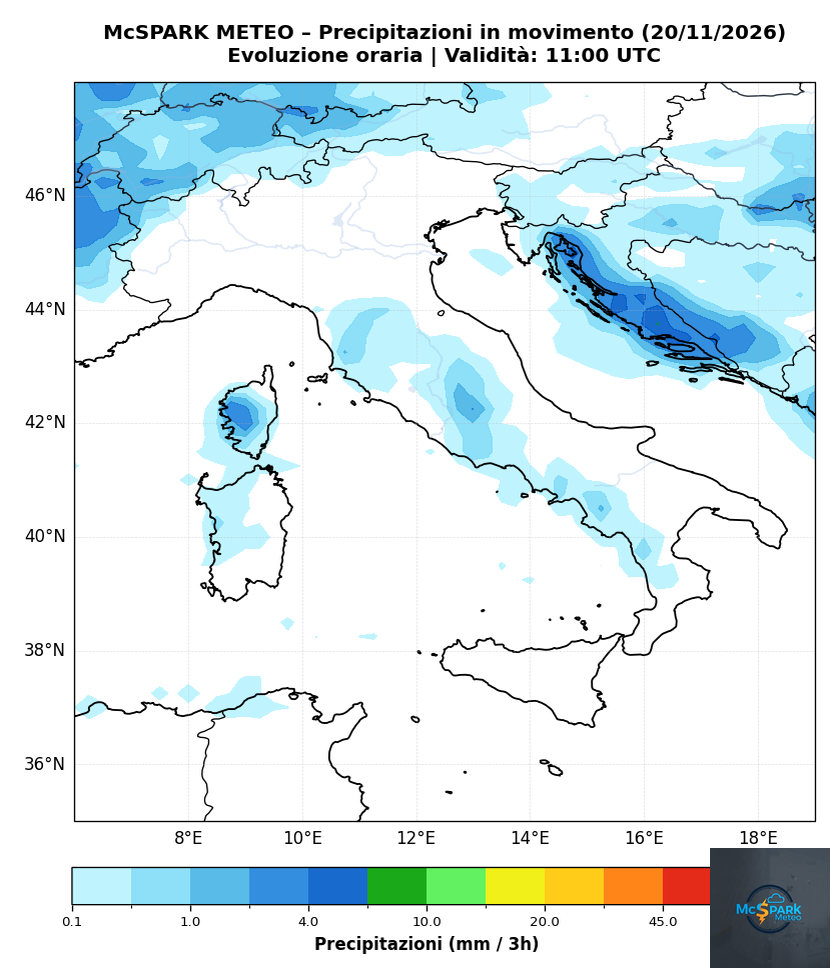 McSPARK METEO – Precipitazioni in movimento (20/11/2026)
Evoluzione oraria | Validità: 11:00 UTC
46°N
44°N
42°N
40°N
38°N
36°N
8°E 10°E 12°E 14°E 16°E 18°E
0.1 1.0 4.0 10.0 20.0 45.0
Precipitazioni (mm / 3h)
McSPARK
Meteo